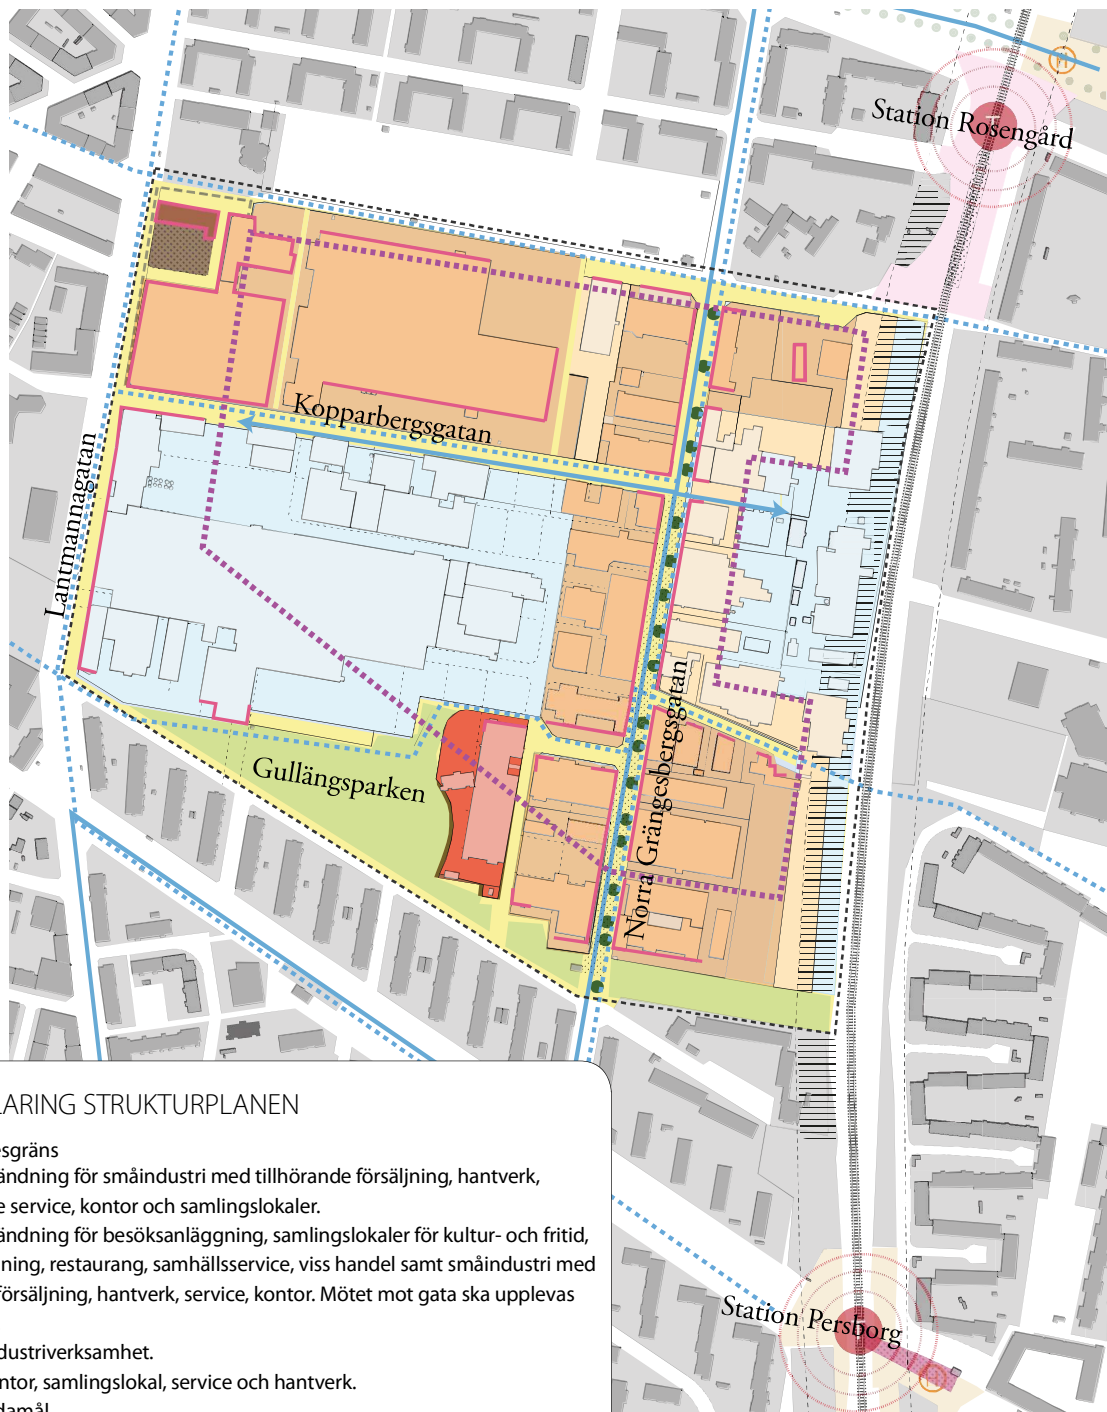 Station Rosengård
Kopparbergsgatan
Lantmannagatan
Gullängsparken
Norra Grängesbergsgatan
LARING STRUKTURPLANEN
esgräns
ändning för småindustri med tillhörande försäljning, hantverk,
e service, kontor och samlingslokaler.
ändning för besöksanläggning, samlingslokaler för kultur- och fritid,
ning, restaurang, samhällsservice, viss handel samt småindustri med
försäljning, hantverk, service, kontor. Mötet mot gata ska upplevas
dustriverksamhet.
ntor, samlingslokal, service och hantverk.
damål
Station Persborg